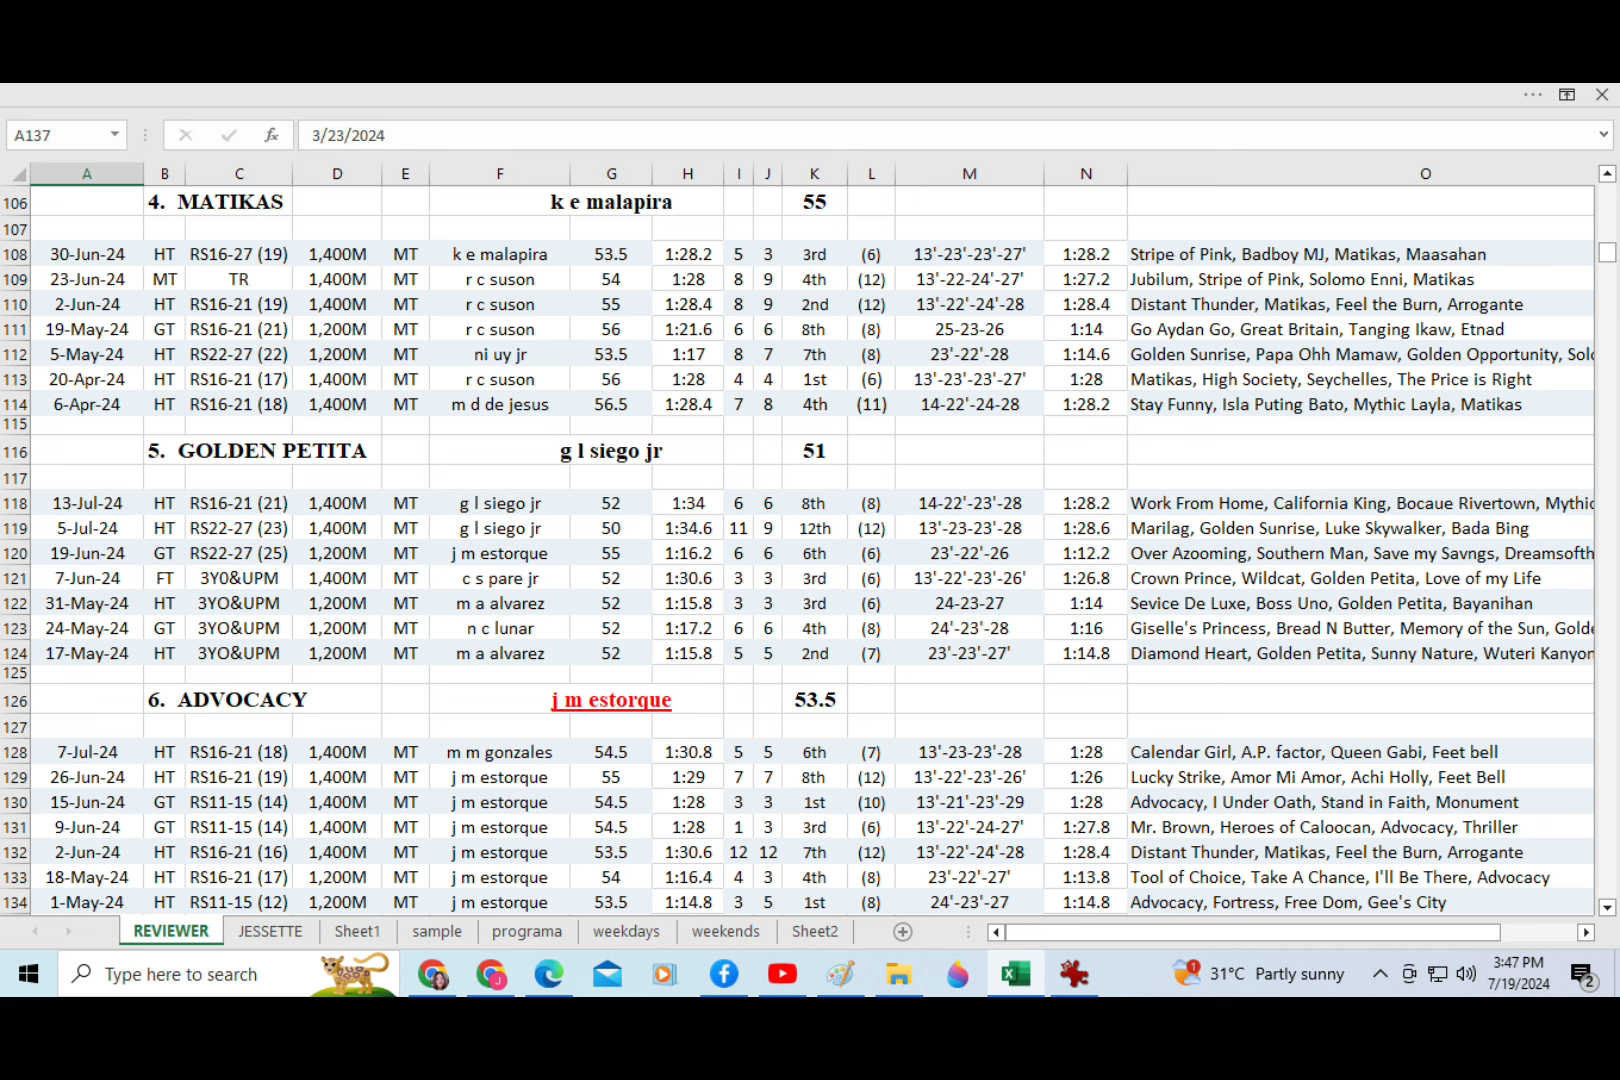 A137 fx 3/23/2024
A B C D E F G H I J K L M N O
106 4. MATIKAS k e malapira 55
107
108 30-Jun-24 HT RS16-27 (19) 1,400M MT k e malapira 53.5 1:28.2 5 3 3rd (6) 13'-23'-23'-27' 1:28.2 Stripe of Pink, Badboy MJ, Matikas, Maasahan
109 23-Jun-24 MT TR 1,400M MT r c suson 54 1:28 8 9 4th (12) 13'-22-24'-27' 1:27.2 Jubilum, Stripe of Pink, Solomo Enni, Matikas
110 2-Jun-24 HT RS16-21 (19) 1,400M MT r c suson 55 1:28.4 8 9 2nd (12) 13'-22'-24'-28 1:28.4 Distant Thunder, Matikas, Feel the Burn, Arrogante
111 19-May-24 GT RS16-21 (21) 1,200M MT r c suson 56 1:21.6 6 6 8th (8) 25-23-26 1:14 Go Aydan Go, Great Britain, Tanging Ikaw, Etnad
112 5-May-24 HT RS22-27 (22) 1,200M MT ni uy jr 53.5 1:17 8 7 7th (8) 23'-22'-28 1:14.6 Golden Sunrise, Papa Ohh Mamaw, Golden Opportunity, Solo
113 20-Apr-24 HT RS16-21 (17) 1,400M MT r c suson 56 1:28 4 4 1st (6) 13'-23'-23'-27' 1:28 Matikas, High Society, Seychelles, The Price is Right
114 6-Apr-24 HT RS16-21 (18) 1,400M MT m d de jesus 56.5 1:28.4 7 8 4th (11) 14-22'-24-28 1:28.2 Stay Funny, Isla Puting Bato, Mythic Layla, Matikas
115
116 5. GOLDEN PETITA g l siego jr 51
117
118 13-Jul-24 HT RS16-21 (21) 1,400M MT g l siego jr 52 1:34 6 6 8th (8) 14-22'-23'-28 1:28.2 Work From Home, California King, Bocaue Rivertown, Mythic
119 5-Jul-24 HT RS22-27 (23) 1,400M MT g l siego jr 50 1:34.6 11 9 12th (12) 13'-23-23'-28 1:28.6 Marilag, Golden Sunrise, Luke Skywalker, Bada Bing
120 19-Jun-24 GT RS22-27 (25) 1,200M MT j m estorque 55 1:16.2 6 6 6th (6) 23'-22'-26 1:12.2 Over Azooming, Southern Man, Save my Savngs, Dreamsofth
121 7-Jun-24 FT 3Y0&UPM 1,400M MT c s pare jr 52 1:30.6 3 3 3rd (6) 13'-22'-23'-26' 1:26.8 Crown Prince, Wildcat, Golden Petita, Love of my Life
122 31-May-24 HT 3YO&UPM 1,200M MT m a alvarez 52 1:15.8 3 3 3rd (6) 24-23-27 1:14 Sevice De Luxe, Boss Uno, Golden Petita, Bayanihan
123 24-May-24 GT 3YO&UPM 1,200M MT n c lunar 52 1:17.2 6 6 4th (8) 24'-23'-28 1:16 Giselle's Princess, Bread N Butter, Memory of the Sun, Golde
124 17-May-24 HT 3YO&UPM 1,200M MT m a alvarez 52 1:15.8 5 5 2nd (7) 23'-23'-27' 1:14.8 Diamond Heart, Golden Petita, Sunny Nature, Wuteri Kanyon
125
126 6. ADVOCACY j m estorque 53.5
127
128 7-Jul-24 HT RS16-21 (18) 1,400M MT m m gonzales 54.5 1:30.8 5 5 6th (7) 13'-23-23'-28 1:28 Calendar Girl, A.P. factor, Queen Gabi, Feet bell
129 26-Jun-24 HT RS16-21 (19) 1,400M MT j m estorque 55 1:29 7 7 8th (12) 13'-22-23'-26' 1:26 Lucky Strike, Amor Mi Amor, Achi Holly, Feet Bell
130 15-Jun-24 GT RS11-15 (14) 1,400M MT j m estorque 54.5 1:28 3 3 1st (10) 13'-21'-23'-29 1:28 Advocacy, I Under Oath, Stand in Faith, Monument
131 9-Jun-24 GT RS11-15 (14) 1,400M MT j m estorque 54.5 1:28 1 3 3rd (6) 13'-22'-24-27' 1:27.8 Mr. Brown, Heroes of Caloocan, Advocacy, Thriller
132 2-Jun-24 HT RS16-21 (16) 1,400M MT j m estorque 53.5 1:30.6 12 12 7th (12) 13'-22'-24'-28 1:28.4 Distant Thunder, Matikas, Feel the Burn, Arrogante
133 18-May-24 HT RS16-21 (17) 1,200M MT j m estorque 54 1:16.4 4 3 4th (8) 23'-22'-27' 1:13.8 Tool of Choice, Take A Chance, I'll Be There, Advocacy
134 1-May-24 HT RS11-15 (12) 1,200M MT j m estorque 53.5 1:14.8 3 5 1st (8) 24'-23'-27 1:14.8 Advocacy, Fortress, Free Dom, Gee's City
REVIEWER JESSETTE Sheet1 sample programa weekdays weekends Sheet2
Type here to search 31°C Partly sunny 3:47 PM
7/19/2024 2